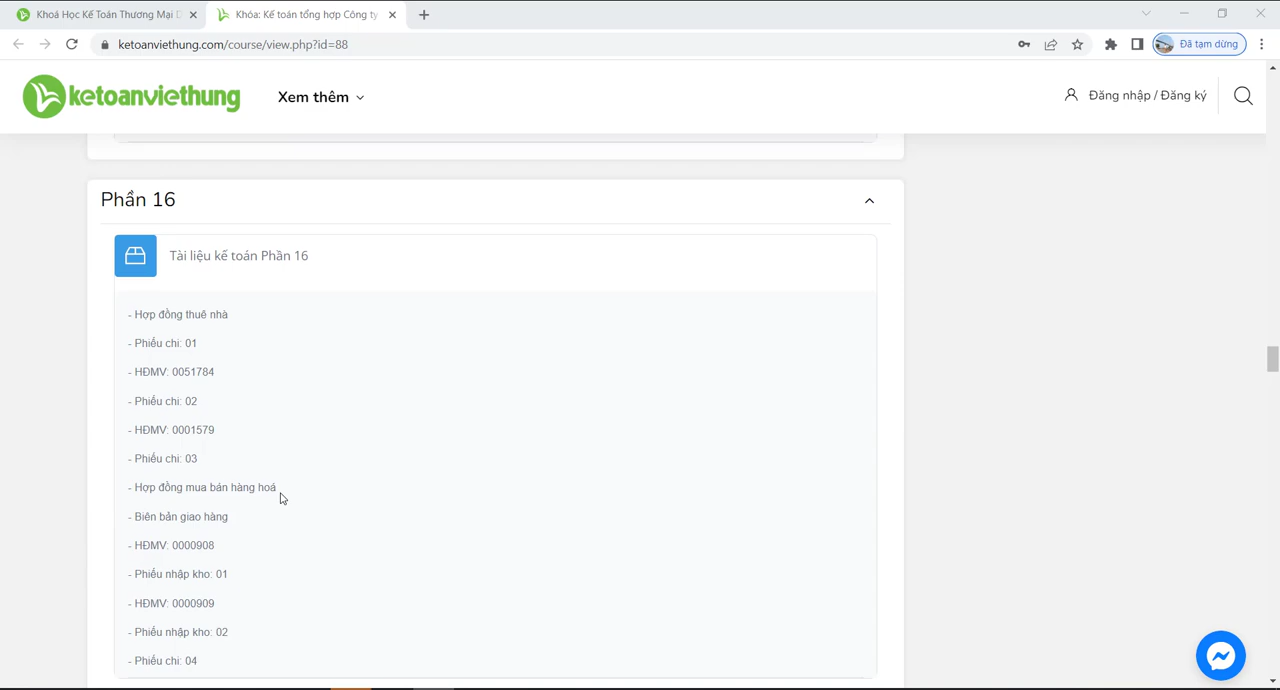 Khoá Học Kế Toán Thương Mại D
Khóa: Kế toán tổng hợp Công ty
ketoanviethung.com/course/view.php?id=88
Đã tạm dừng
ketoanviethung
Xem thêm
Đăng nhập / Đăng ký
Phần 16
Tài liệu kế toán Phần 16
- Hợp đồng thuê nhà
- Phiếu chi: 01
- HĐMV: 0051784
- Phiếu chi: 02
- HĐMV: 0001579
- Phiếu chi: 03
- Hợp đồng mua bán hàng hoá
- Biên bản giao hàng
- HĐMV: 0000908
- Phiếu nhập kho: 01
- HĐMV: 0000909
- Phiếu nhập kho: 02
- Phiếu chi: 04